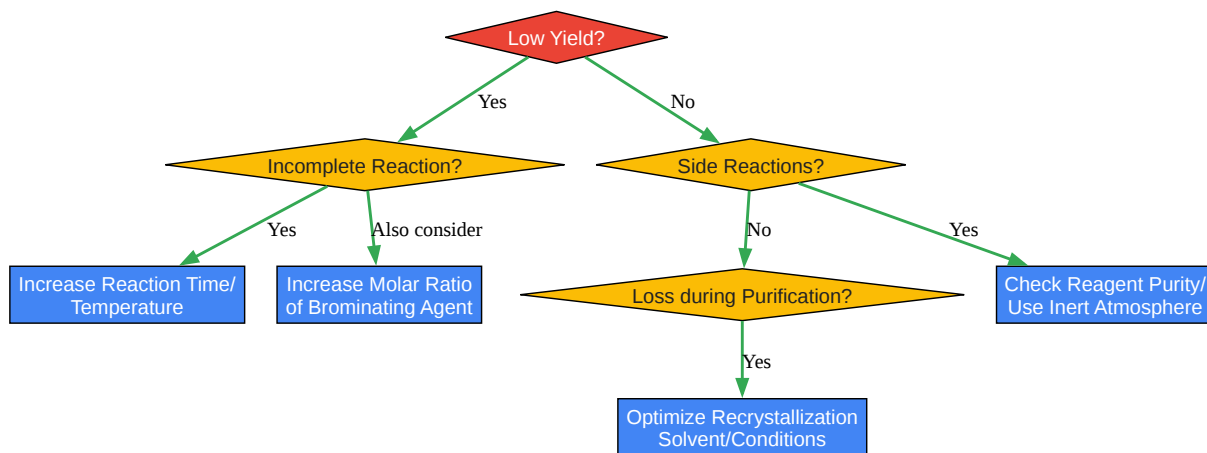 Low Yield?
Yes
No
Incomplete Reaction?
Side Reactions?
Yes
Also consider
No
Yes
Increase Reaction Time/
Temperature
Increase Molar Ratio
of Brominating Agent
Loss during Purification?
Check Reagent Purity/
Use Inert Atmosphere
Yes
Optimize Recrystallization
Solvent/Conditions